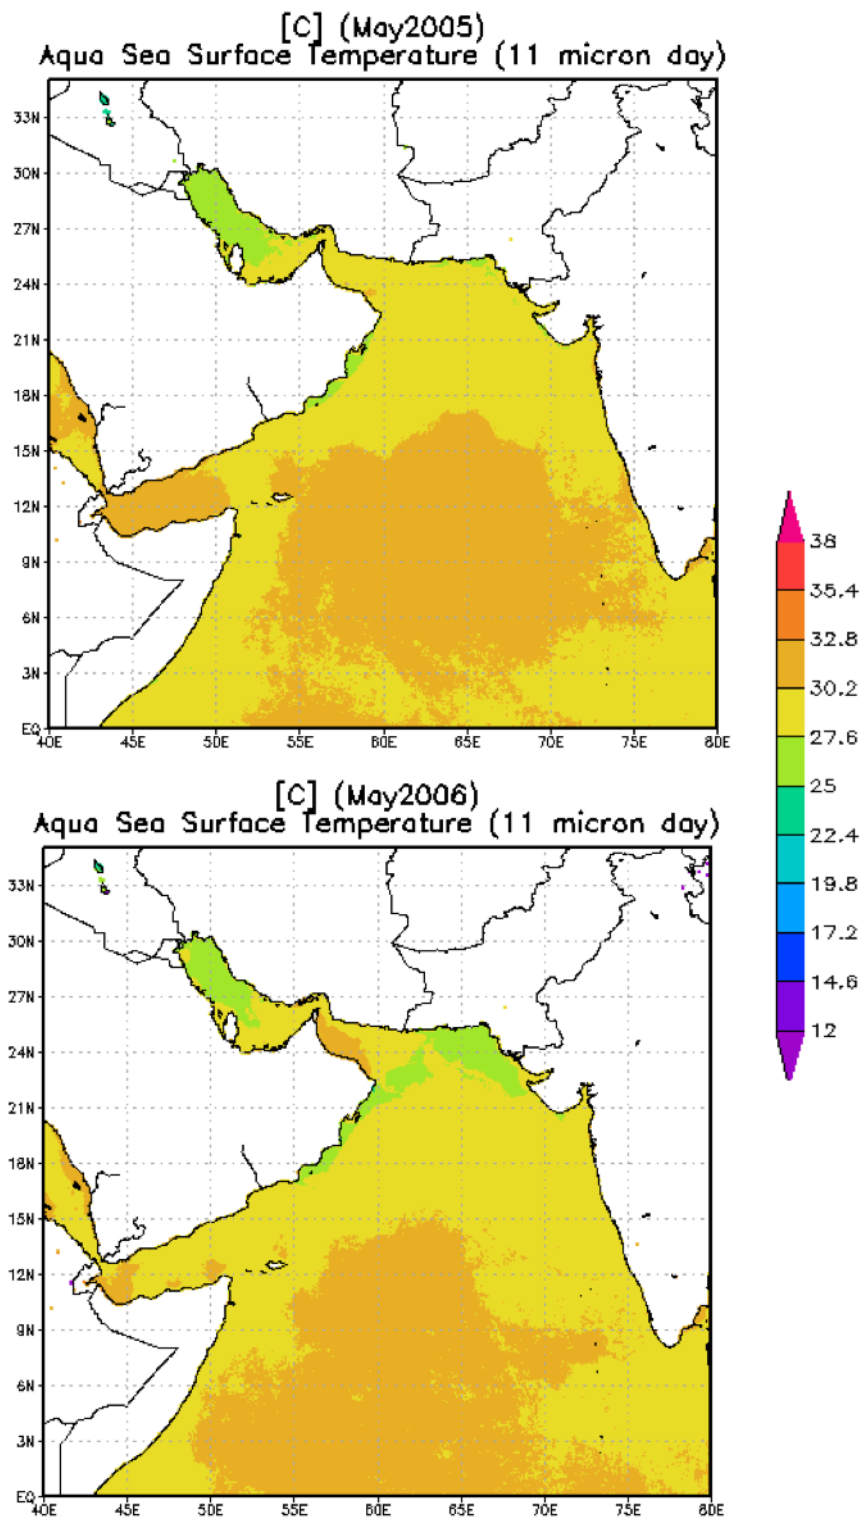 [C] (May2005)
Aqua Sea Surface Temperature (11 micron day)
33N
30N
27N
24N
21N
18N
15N
12N
9N
6N
3N
EQ
40E 45E 50E 55E 60E 65E 70E 75E 80E
[C] (May2006)
Aqua Sea Surface Temperature (11 micron day)
33N
30N
27N
24N
21N
18N
15N
12N
9N
6N
3N
EQ
40E 45E 50E 55E 60E 65E 70E 75E 80E
38
35.4
32.8
30.2
27.6
25
22.4
19.8
17.2
14.6
12